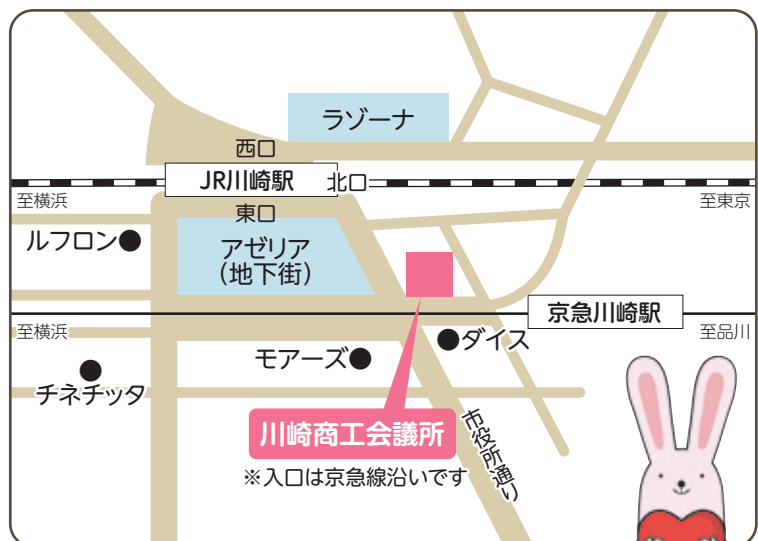 ラゾーナ
西口
JR川崎駅
北口
至横浜
至東京
東口
ルフロン
アゼリア
（地下街）
京急川崎駅
至横浜
至品川
ダイス
モアーズ
チネチッタ
川崎商工会議所
※入口は京急線沿いです
市役所通り